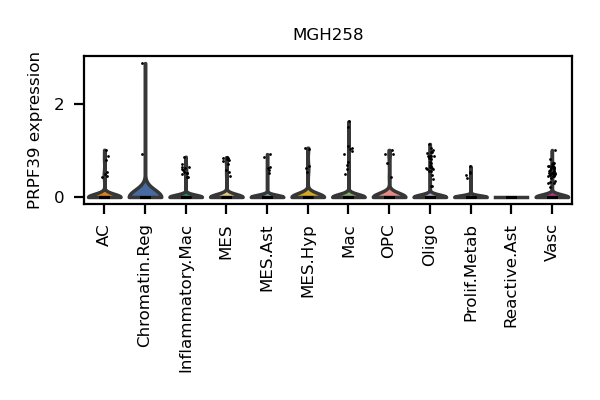 MGH258
PRPF39 expression
2
0
AC
Chromatin.Reg
Inflammatory.Mac
MES
MES.Ast
MES.Hyp
Mac
OPC
Oligo
Prolif.Metab
Reactive.Ast
Vasc